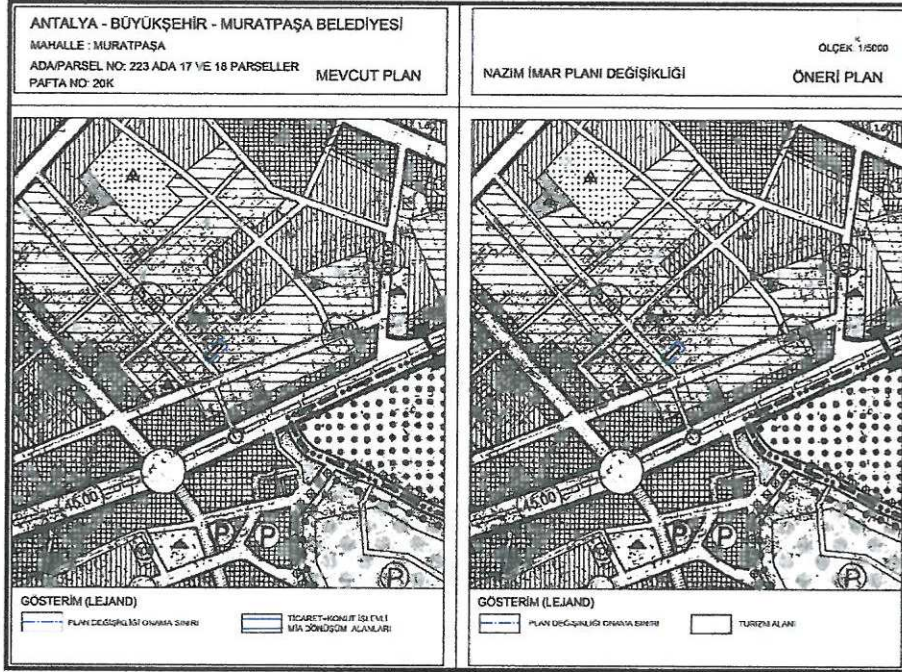 ANTALYA - BÜYÜKŞEHİR - MURATPAŞA BELEDİYESİ
MAHALLE : MURATPAŞA
ADA/PARSEL NO: 223 ADA 17 VE 18 PARSELLER
PAFTA NO: 20K
MEVCUT PLAN
ÖLÇEK: 1/5000
NAZIM İMAR PLANI DEĞİŞİKLİĞİ
ÖNERİ PLAN
45.00
P
P
P
45.00
P
P
P
GÖSTERİM (LEJAND)
PLAN DEĞİŞİKLİĞİ ONAMA SINIRI
TİCARET+KONUT İŞLEVLİ
MİA DÖNÜŞÜM ALANLARI
GÖSTERİM (LEJAND)
PLAN DEĞİŞİKLİĞİ ONAMA SINIRI
TURİZM ALANI